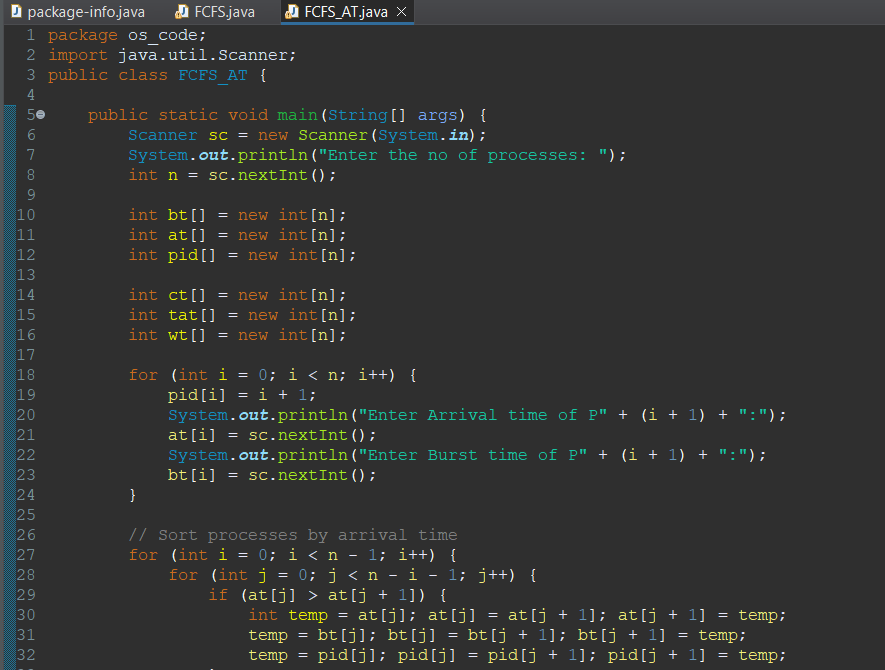 package-info.java FCFS.java FCFS_AT.java
1 package os_code;
2 import java.util.Scanner;
3 public class FCFS_AT {
4
5 public static void main(String[] args) {
6 Scanner sc = new Scanner(System.in);
7 System.out.println("Enter the no of processes: ");
8 int n = sc.nextInt();
9
10 int bt[] = new int[n];
11 int at[] = new int[n];
12 int pid[] = new int[n];
13
14 int ct[] = new int[n];
15 int tat[] = new int[n];
16 int wt[] = new int[n];
17
18 for (int i = 0; i < n; i++) {
19 pid[i] = i + 1;
20 System.out.println("Enter Arrival time of P" + (i + 1) + ":");
21 at[i] = sc.nextInt();
22 System.out.println("Enter Burst time of P" + (i + 1) + ":");
23 bt[i] = sc.nextInt();
24 }
25
26 // Sort processes by arrival time
27 for (int i = 0; i < n - 1; i++) {
28 for (int j = 0; j < n - i - 1; j++) {
29 if (at[j] > at[j + 1]) {
30 int temp = at[j]; at[j] = at[j + 1]; at[j + 1] = temp;
31 temp = bt[j]; bt[j] = bt[j + 1]; bt[j + 1] = temp;
32 temp = pid[j]; pid[j] = pid[j + 1]; pid[j + 1] = temp;